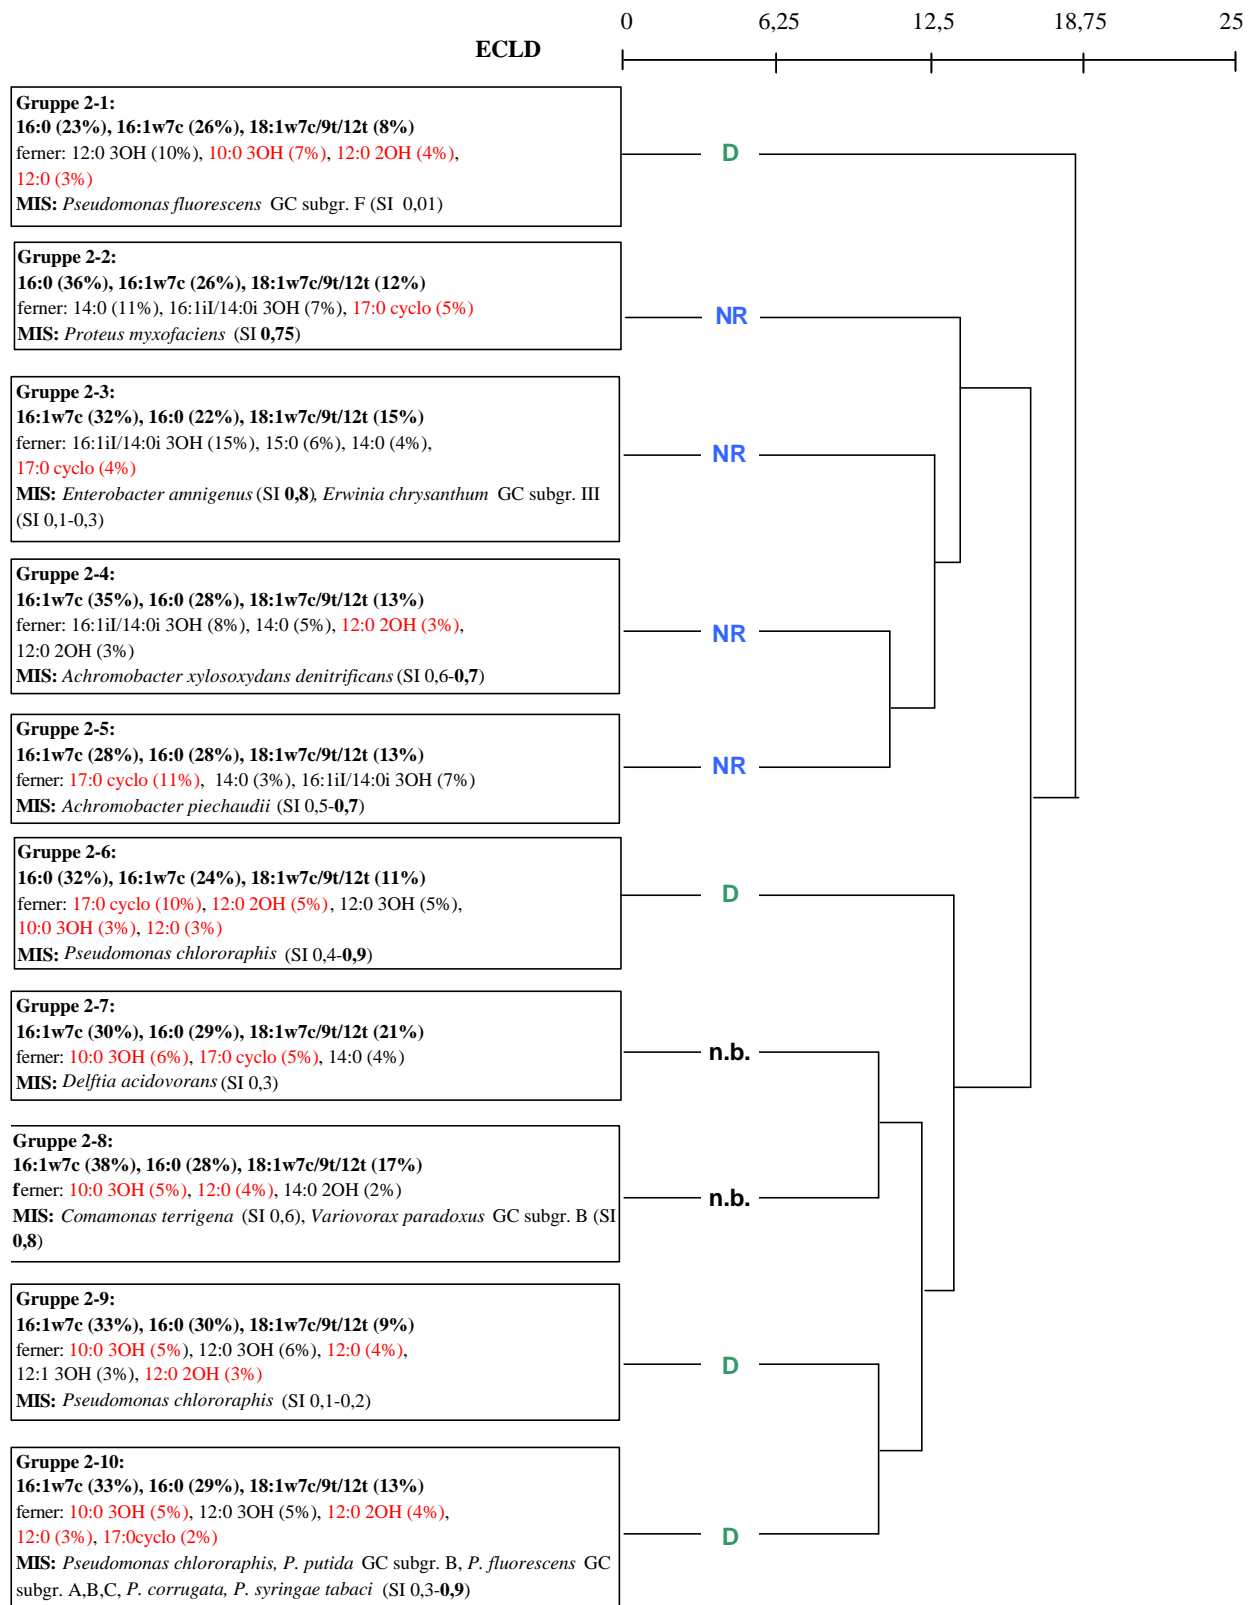 0 6,25 12,5 18,75 25
ECLD
Gruppe 2-1:
16:0 (23%), 16:1w7c (26%), 18:1w7c/9t/12t (8%)
ferner: 12:0 3OH (10%), 10:0 3OH (7%), 12:0 2OH (4%),
12:0 (3%)
MIS: Pseudomonas fluorescens GC subgr. F (SI 0,01)
D
Gruppe 2-2:
16:0 (36%), 16:1w7c (26%), 18:1w7c/9t/12t (12%)
ferner: 14:0 (11%), 16:1iI/14:0i 3OH (7%), 17:0 cyclo (5%)
MIS: Proteus myxofaciens (SI 0,75)
NR
Gruppe 2-3:
16:1w7c (32%), 16:0 (22%), 18:1w7c/9t/12t (15%)
ferner: 16:1iI/14:0i 3OH (15%), 15:0 (6%), 14:0 (4%),
17:0 cyclo (4%)
MIS: Enterobacter amnigenus (SI 0,8), Erwinia chrysanthum GC subgr. III
(SI 0,1-0,3)
NR
Gruppe 2-4:
16:1w7c (35%), 16:0 (28%), 18:1w7c/9t/12t (13%)
ferner: 16:1iI/14:0i 3OH (8%), 14:0 (5%), 12:0 2OH (3%),
12:0 2OH (3%)
MIS: Achromobacter xylosoxydans denitrificans (SI 0,6-0,7)
NR
Gruppe 2-5:
16:1w7c (28%), 16:0 (28%), 18:1w7c/9t/12t (13%)
ferner: 17:0 cyclo (11%), 14:0 (3%), 16:1iI/14:0i 3OH (7%)
MIS: Achromobacter piechaudii (SI 0,5-0,7)
NR
Gruppe 2-6:
16:0 (32%), 16:1w7c (24%), 18:1w7c/9t/12t (11%)
ferner: 17:0 cyclo (10%), 12:0 2OH (5%), 12:0 3OH (5%),
10:0 3OH (3%), 12:0 (3%)
MIS: Pseudomonas chlororaphis (SI 0,4-0,9)
D
Gruppe 2-7:
16:1w7c (30%), 16:0 (29%), 18:1w7c/9t/12t (21%)
ferner: 10:0 3OH (6%), 17:0 cyclo (5%), 14:0 (4%)
MIS: Delftia acidovorans (SI 0,3)
n.b.
Gruppe 2-8:
16:1w7c (38%), 16:0 (28%), 18:1w7c/9t/12t (17%)
ferner: 10:0 3OH (5%), 12:0 (4%), 14:0 2OH (2%)
MIS: Comamonas terrigena (SI 0,6), Variovorax paradoxus GC subgr. B (SI
0,8)
n.b.
Gruppe 2-9:
16:1w7c (33%), 16:0 (30%), 18:1w7c/9t/12t (9%)
ferner: 10:0 3OH (5%), 12:0 3OH (6%), 12:0 (4%),
12:1 3OH (3%), 12:0 2OH (3%)
MIS: Pseudomonas chlororaphis (SI 0,1-0,2)
D
Gruppe 2-10:
16:1w7c (33%), 16:0 (29%), 18:1w7c/9t/12t (13%)
ferner: 10:0 3OH (5%), 12:0 3OH (5%), 12:0 2OH (4%),
12:0 (3%), 17:0cyclo (2%)
MIS: Pseudomonas chlororaphis, P. putida GC subgr. B, P. fluorescens GC
subgr. A,B,C, P. corrugata, P. syringae tabaci (SI 0,3-0,9)
D